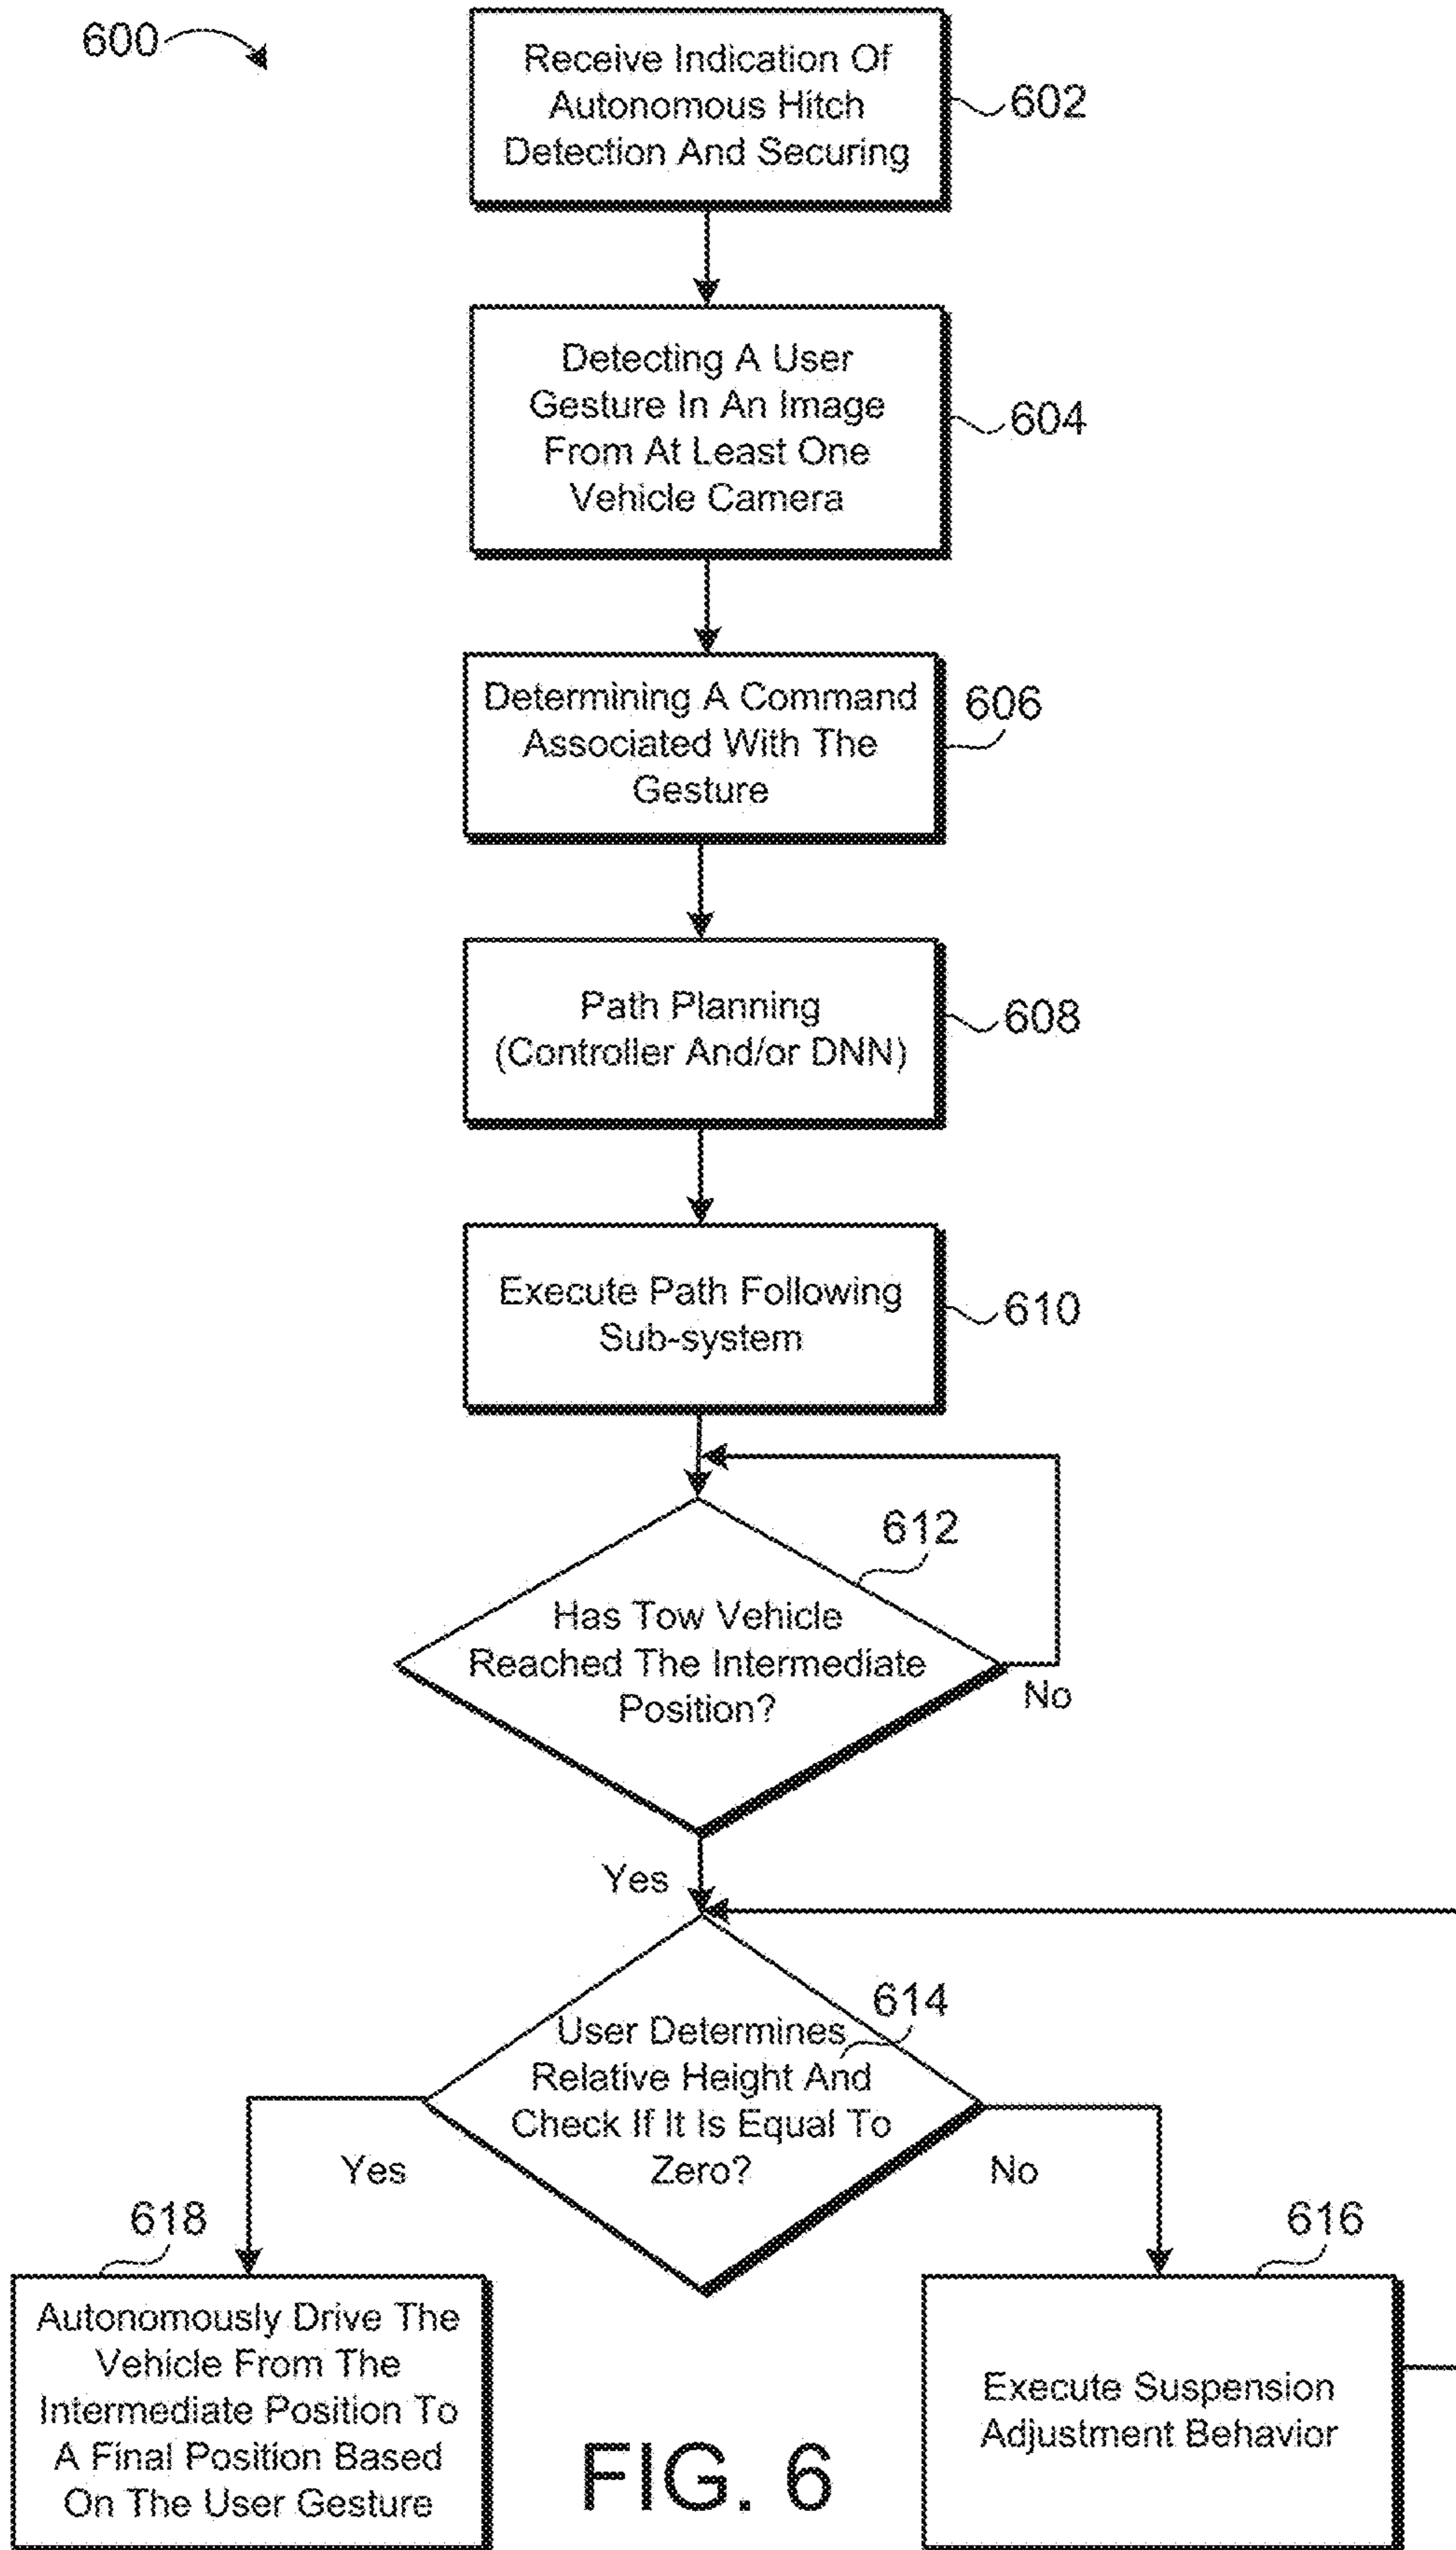 600
Receive Indication Of
Autonomous Hitch
Detection And Securing
602
Detecting A User
Gesture In An Image
From At Least One
Vehicle Camera
604
Determining A Command
Associated With The
Gesture
606
Path Planning
(Controller And/or DNN)
608
Execute Path Following
Sub-system
610
612
Has Tow Vehicle
Reached The Intermediate
Position?
No
Yes
614
User Determines
Relative Height And
Check If It Is Equal To
Zero?
Yes
No
618
Autonomously Drive The
Vehicle From The
Intermediate Position To
A Final Position Based
On The User Gesture
616
Execute Suspension
Adjustment Behavior
FIG. 6